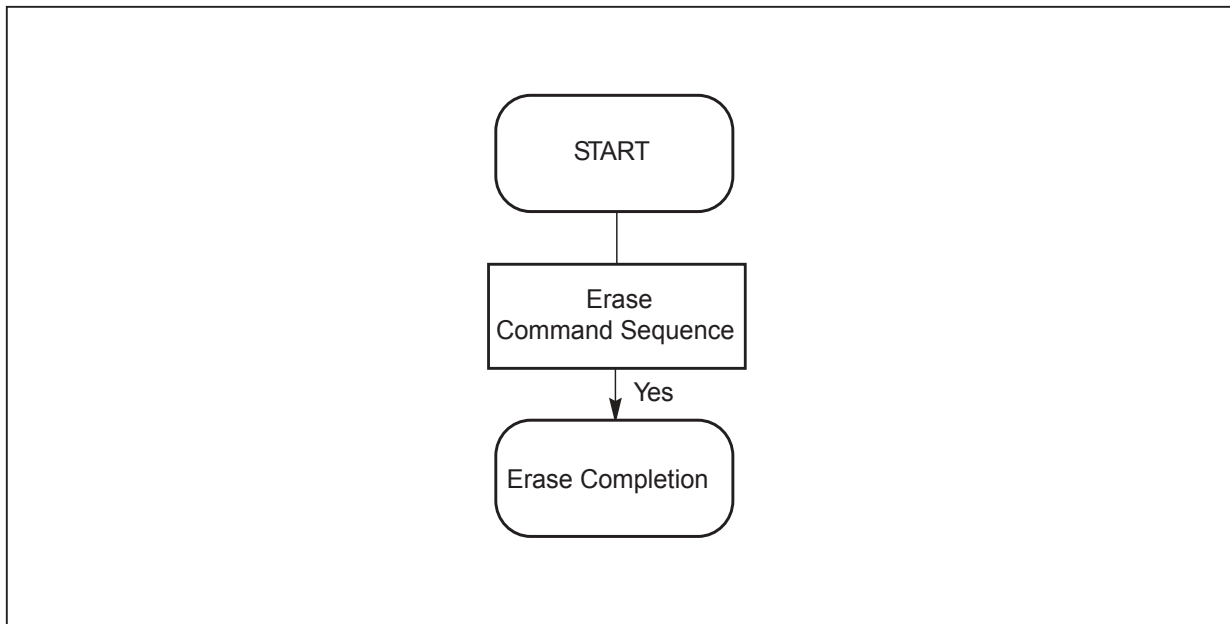 START
Erase
Command Sequence
Yes
Erase Completion